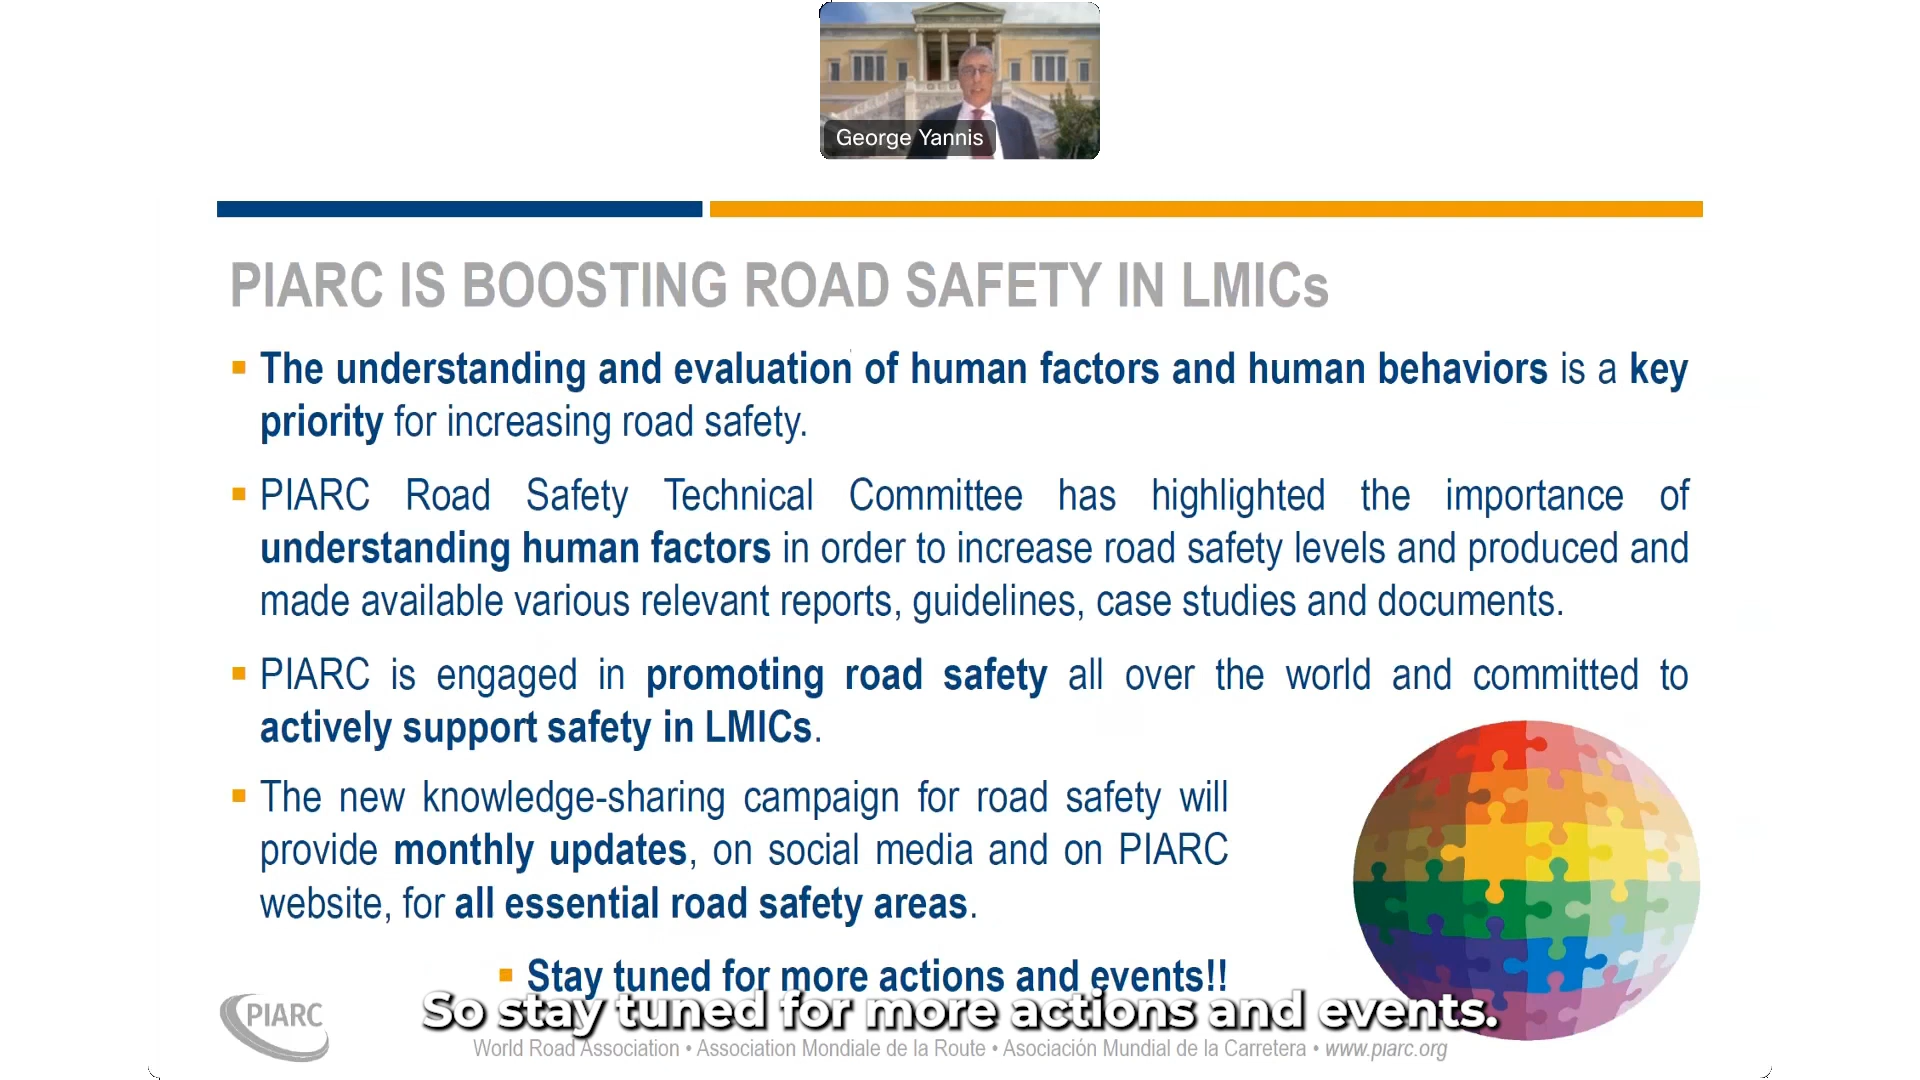 George Yannis
PIARC IS BOOSTING ROAD SAFETY IN LMICs
The understanding and evaluation of human factors and human behaviors is a key
priority for increasing road safety.
PIARC Road Safety Technical Committee has highlighted the importance of
understanding human factors in order to increase road safety levels and produced and
made available various relevant reports, guidelines, case studies and documents.
PIARC is engaged in promoting road safety all over the world and committed to
actively support safety in LMICs.
The new knowledge-sharing campaign for road safety will
provide monthly updates, on social media and on PIARC
website, for all essential road safety areas.
Stay tuned for more actions and events!!
So stay tuned for more actions and events.
PIARC
World Road Association • Association Mondiale de la Route • Asociación Mundial de la Carretera • www.piarc.org